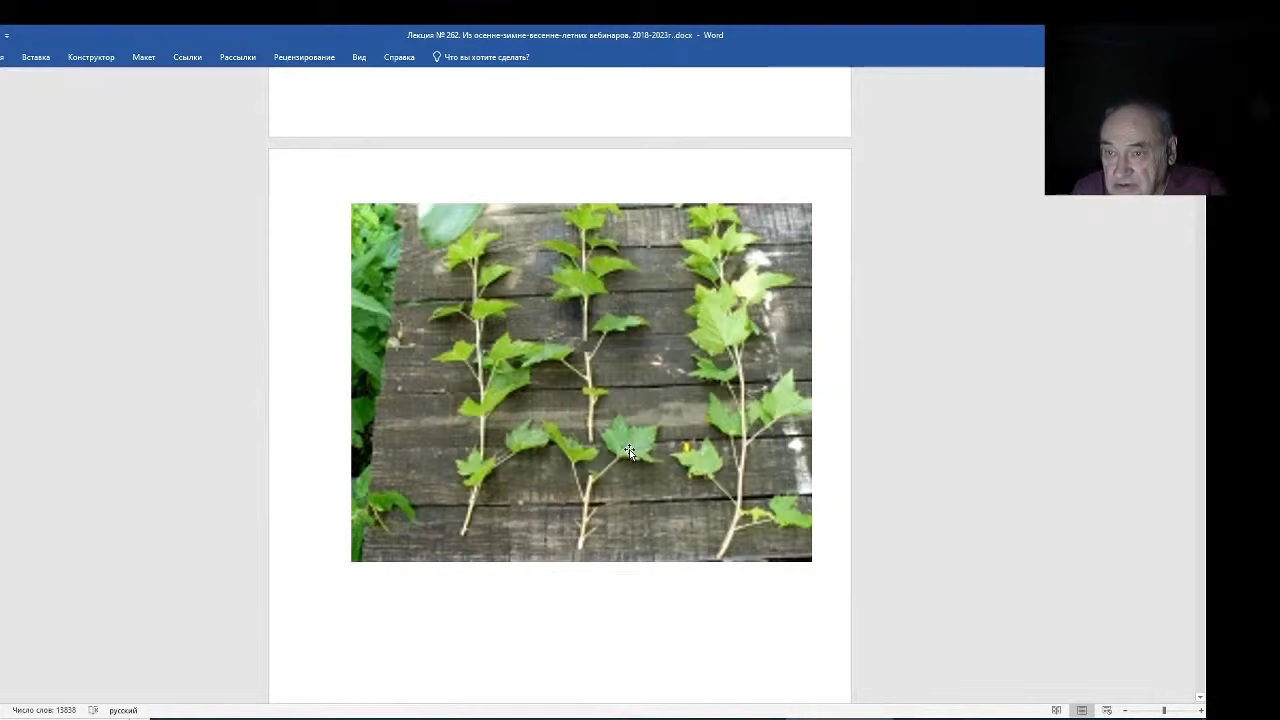 Лекция № 262. Из осенне-зимне-весенне-летних вебинаров. 2018-2023г..docx - Word
Вставка Конструктор Макет Ссылки Рассылки Рецензирование Вид Справка Что вы хотите сделать?
Число слов: 13838 русский